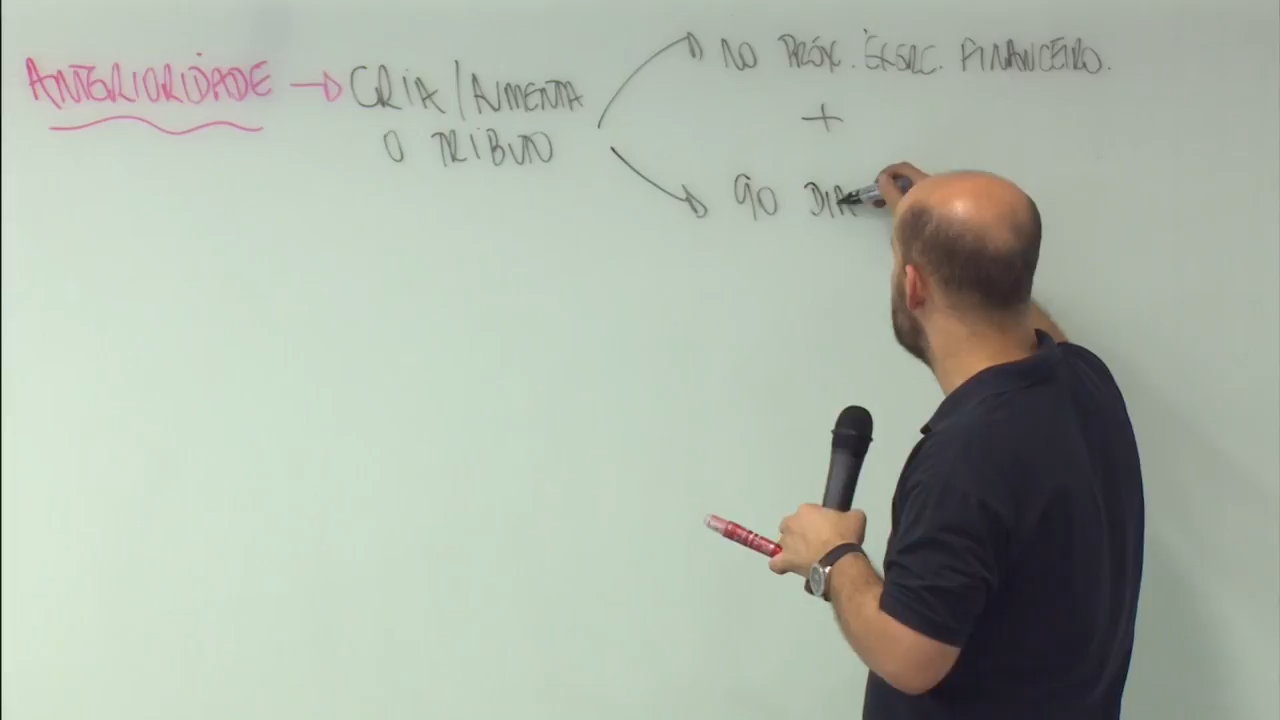 ANTERIORIDADE → CRIA/AUMENTA
O TRIBUTO
NO PRÓX. EXERC. FINANCEIRO.
+
90 DIA